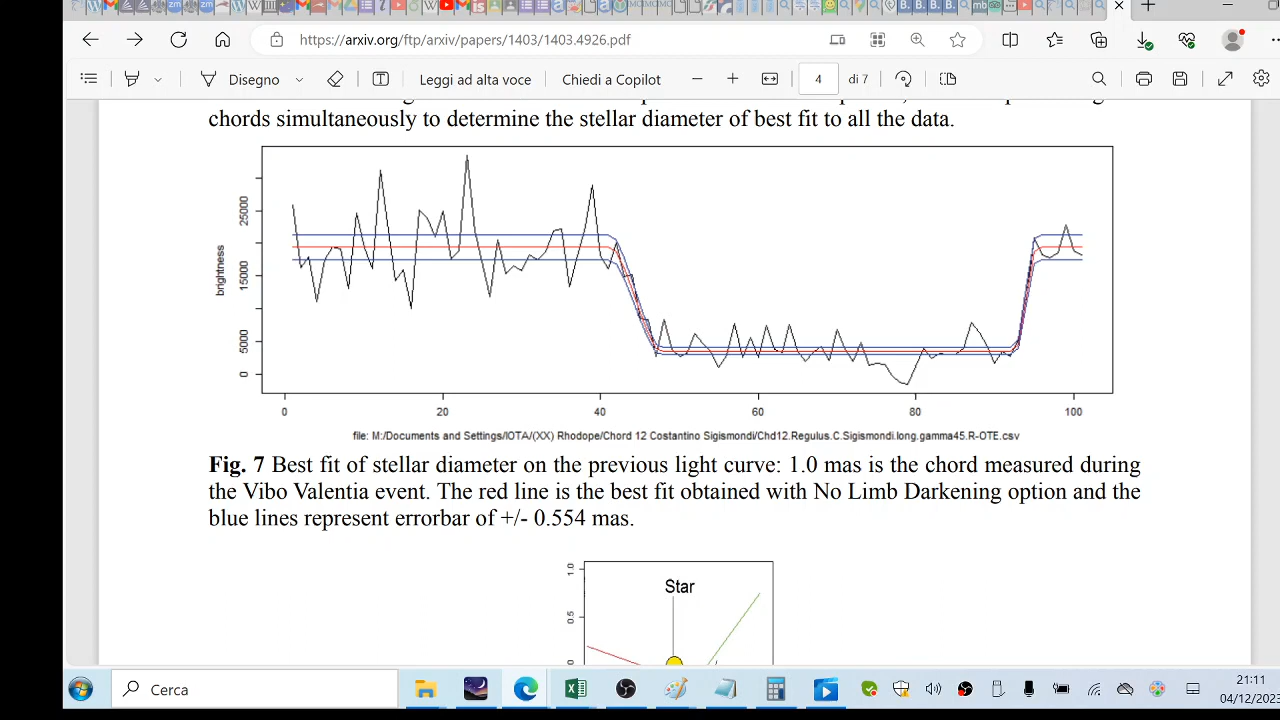 https://arxiv.org/ftp/arxiv/papers/1403/1403.4926.pdf
Disegno
Leggi ad alta voce
Chiedi a Copilot
4
di 7
chords simultaneously to determine the stellar diameter of best fit to all the data.
brightness
25000
15000
5000
0
0 20 40 60 80 100
file: M:/Documents and Settings/IOTA/(XX) Rhodope/Chord 12 Costantino Sigismondi/Chd12.Regulus.C.Sigismondi.long.gamma45.R-OTE.csv
Fig. 7 Best fit of stellar diameter on the previous light curve: 1.0 mas is the chord measured during
the Vibo Valentia event. The red line is the best fit obtained with No Limb Darkening option and the
blue lines represent errorbar of +/- 0.554 mas.
1.0
Star
0.5
Cerca
21:11